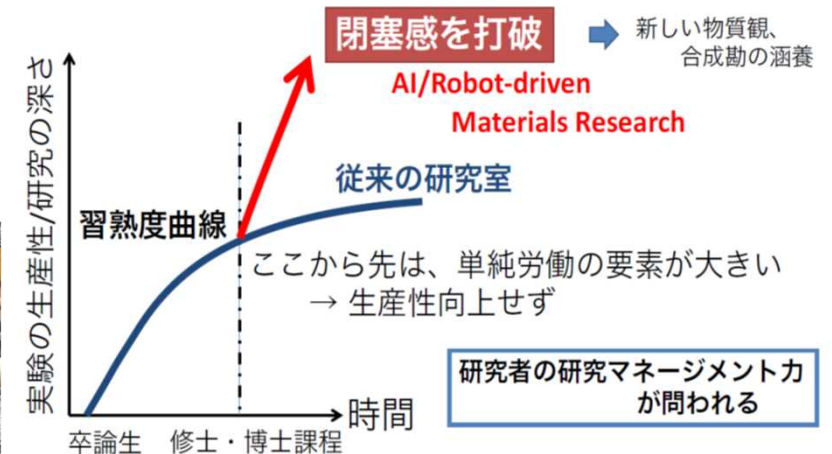 閉塞感を打破
新しい物質観、
合成勘の涵養
AI/Robot-driven
Materials Research
実験の生産性/研究の深さ
従来の研究室
習熟度曲線
ここから先は、単純労働の要素が大きい
→ 生産性向上せず
研究者の研究マネージメント力
が問われる
時間
卒論生 修士・博士課程